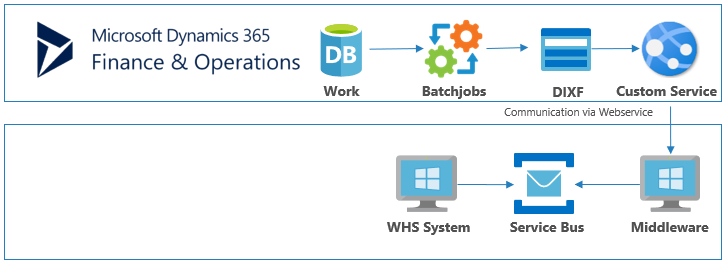 Microsoft Dynamics 365
Finance & Operations
DB
Work
Batchjobs
DIXF
Custom Service
Communication via Webservice
WHS System
Service Bus
Middleware